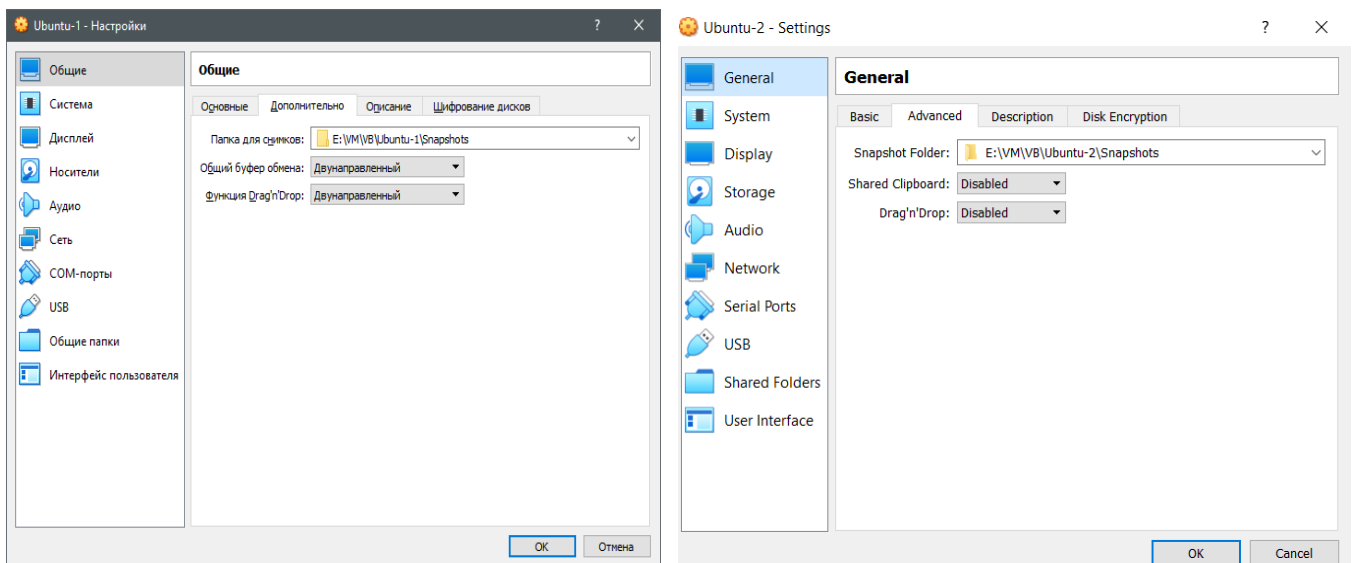 Ubuntu-1 - Настройки
?
Общие
Система
Дисплей
Носители
Аудио
Сеть
COM-порты
USB
Общие папки
Интерфейс пользователя
Общие
Основные Дополнительно Описание Шифрование дисков
Папка для снимков: E:\VM\VB\Ubuntu-1\Snapshots
Общий буфер обмена: Двунаправленный
Функция Drag'n'Drop: Двунаправленный
OK Отмена
Ubuntu-2 - Settings
?
General
System
Display
Storage
Audio
Network
Serial Ports
USB
Shared Folders
User Interface
General
Basic Advanced Description Disk Encryption
Snapshot Folder: E:\VM\VB\Ubuntu-2\Snapshots
Shared Clipboard: Disabled
Drag'n'Drop: Disabled
OK Cancel